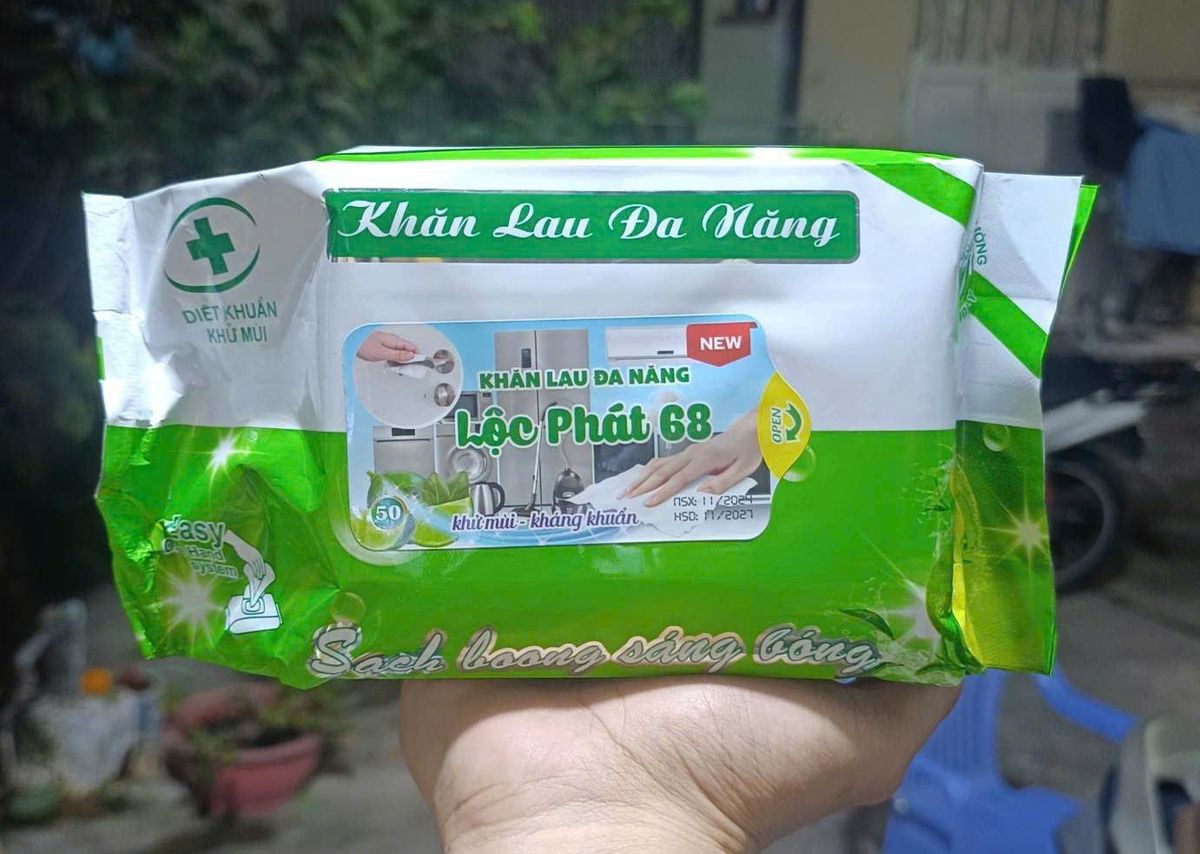 Khăn Lau Đa Năng
DIỆT KHUẨN
KHỬ MÙI
NEW
KHĂN LAU ĐA NĂNG
Lộc Phát 68
OPEN
50
khử mùi - kháng khuẩn
NSX: 11/2024
HSD: 11/2027
easy
Hand
system
Sạch boong sáng bóng